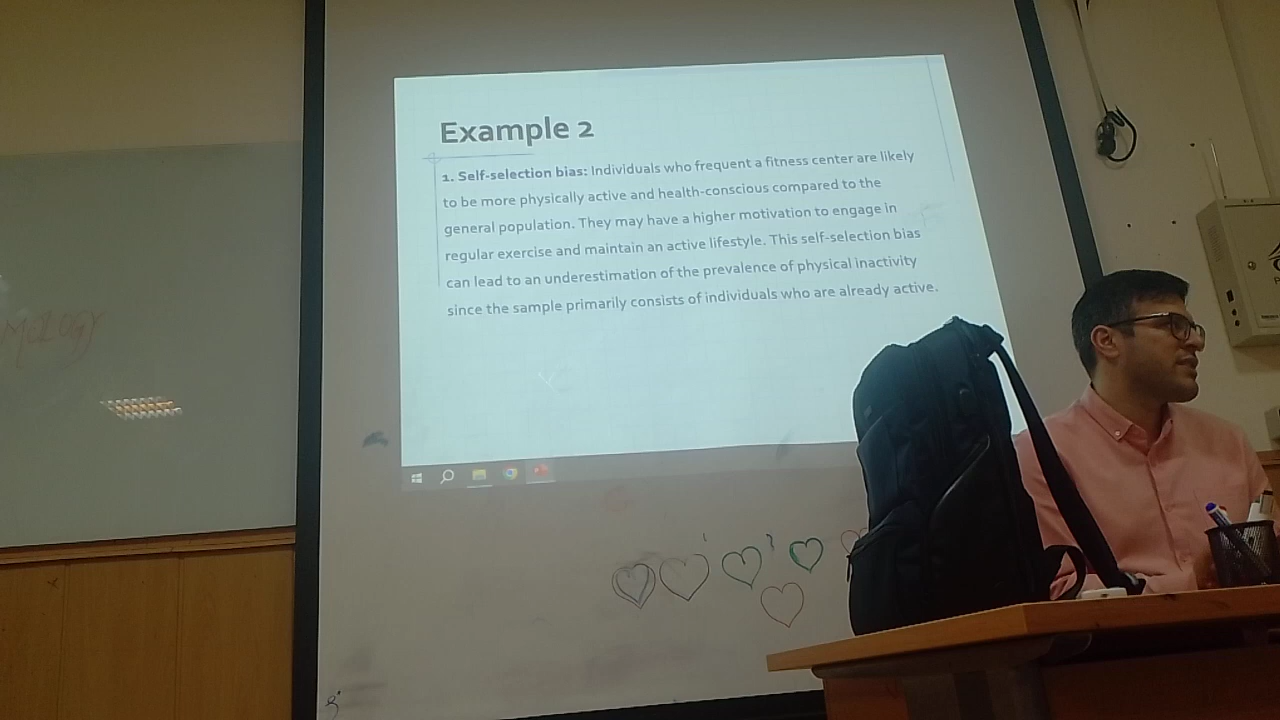 Example 2
1. Self-selection bias: Individuals who frequent a fitness center are likely
to be more physically active and health-conscious compared to the
general population. They may have a higher motivation to engage in
regular exercise and maintain an active lifestyle. This self-selection bias
can lead to an underestimation of the prevalence of physical inactivity
since the sample primarily consists of individuals who are already active.